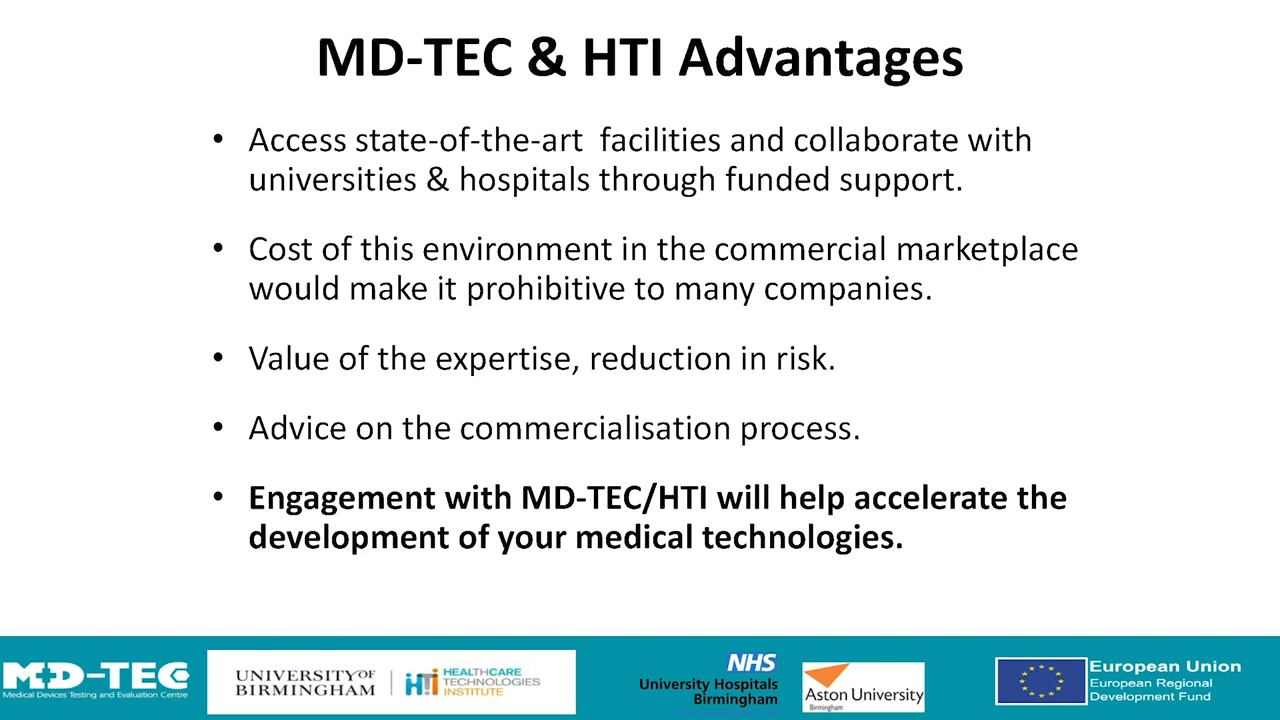 MD-TEC & HTI Advantages
• Access state-of-the-art facilities and collaborate with
universities & hospitals through funded support.
• Cost of this environment in the commercial marketplace
would make it prohibitive to many companies.
• Value of the expertise, reduction in risk.
• Advice on the commercialisation process.
• Engagement with MD-TEC/HTI will help accelerate the
development of your medical technologies.
MD-TEC
Medical Devices Testing and Evaluation Centre
UNIVERSITY OF
BIRMINGHAM
HTI
HEALTHCARE
TECHNOLOGIES
INSTITUTE
NHS
University Hospitals
Birmingham
Aston University
Birmingham
European Union
European Regional
Development Fund